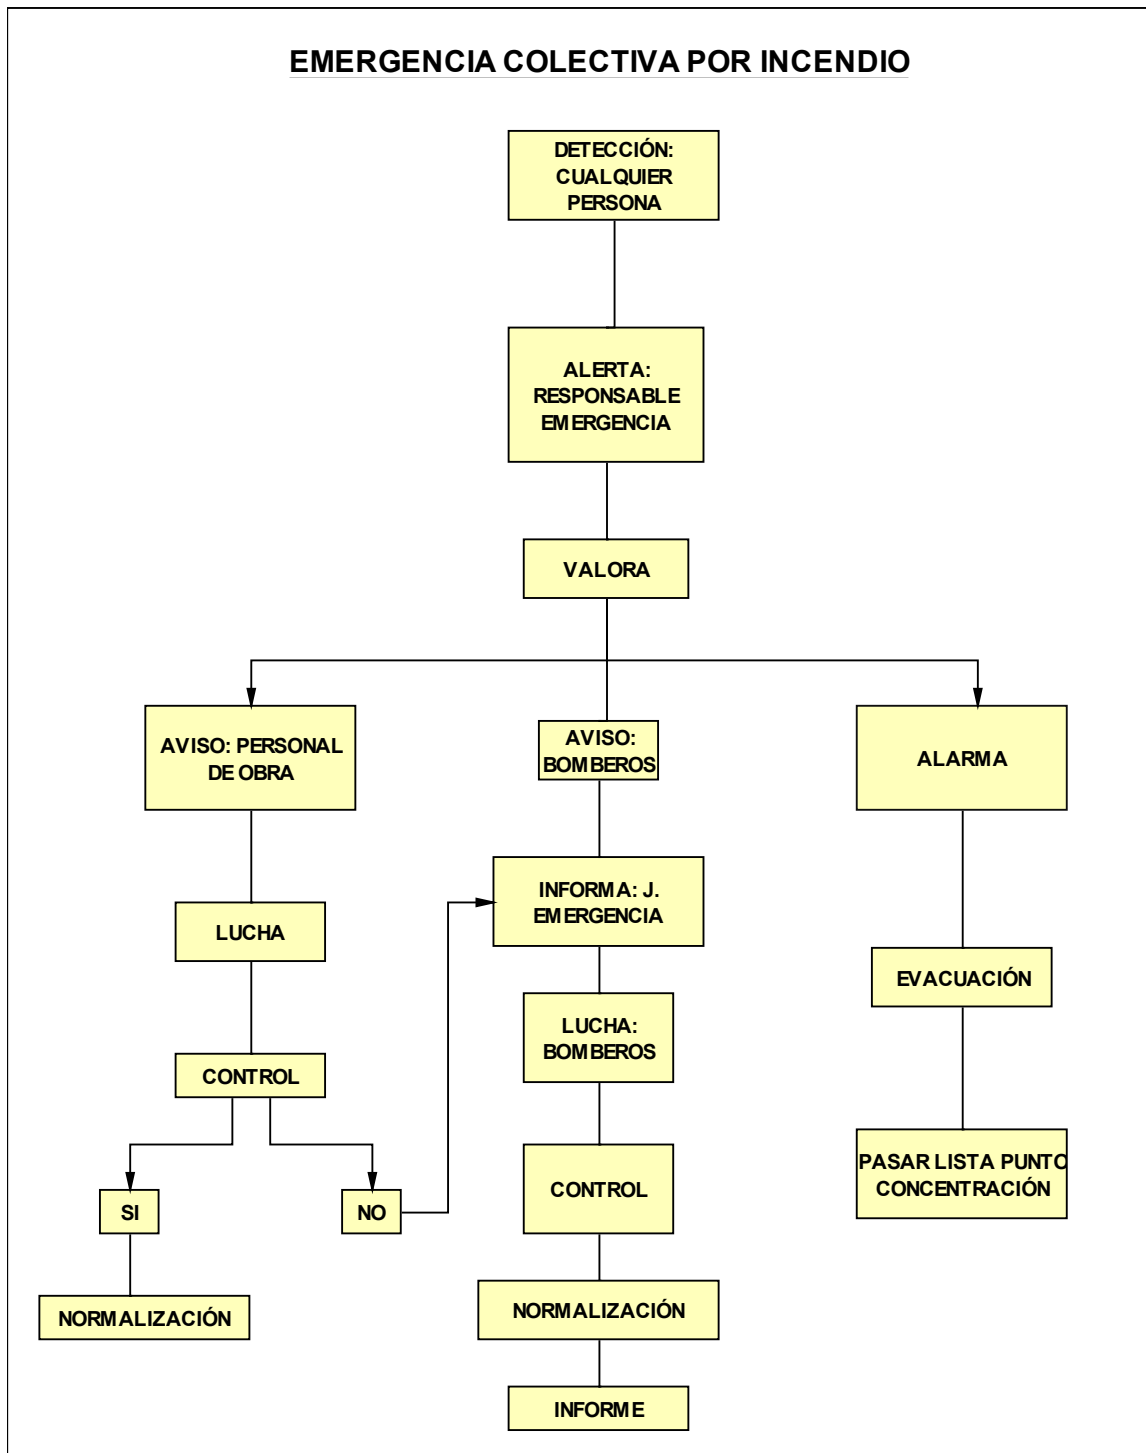 EMERGENCIA COLECTIVA POR INCENDIO
DETECCIÓN:
CUALQUIER
PERSONA
ALERTA:
RESPONSABLE
EMERGENCIA
VALORA
AVISO: PERSONAL
DE OBRA
AVISO:
BOMBEROS
ALARMA
INFORMA: J.
EMERGENCIA
LUCHA
EVACUACIÓN
LUCHA:
BOMBEROS
CONTROL
PASAR LISTA PUNTO
CONCENTRACIÓN
CONTROL
SI
NO
NORMALIZACIÓN
NORMALIZACIÓN
INFORME